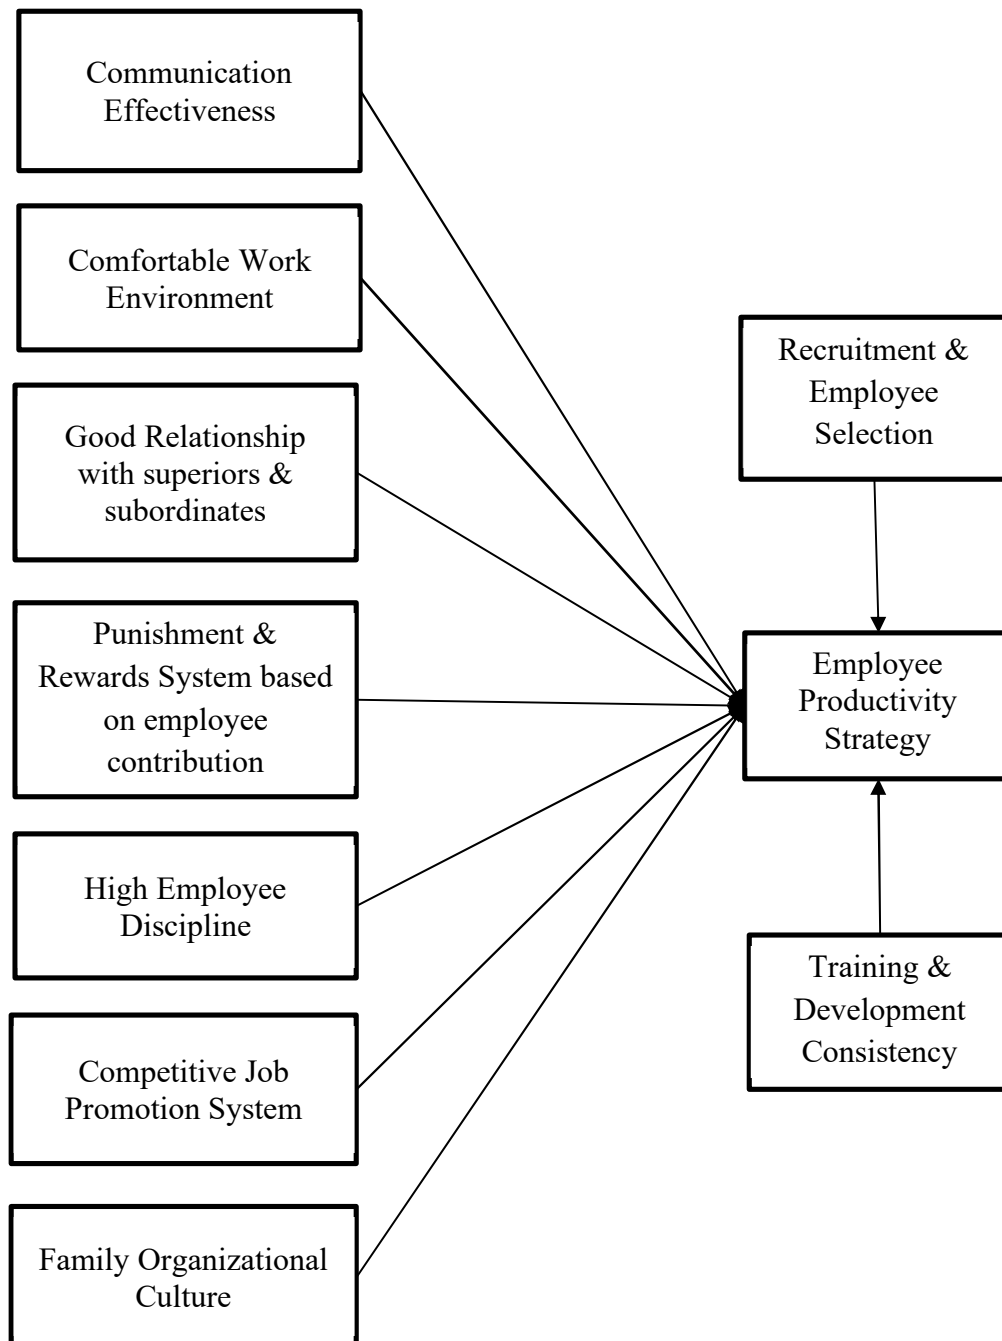 Communication
Effectiveness
Comfortable Work
Environment
Good Relationship
with superiors &
subordinates
Punishment &
Rewards System based
on employee
contribution
High Employee
Discipline
Competitive Job
Promotion System
Family Organizational
Culture
Recruitment &
Employee
Selection
Employee
Productivity
Strategy
Training &
Development
Consistency